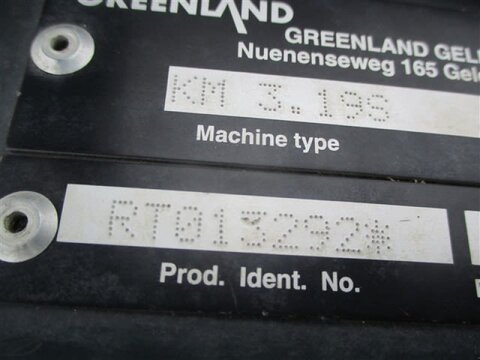 GREENLAND
GREENLAND GEL
Nuenenseweg 165 Gel
KM 3.19S
Machine type
RT013292*
Prod. Ident. No.